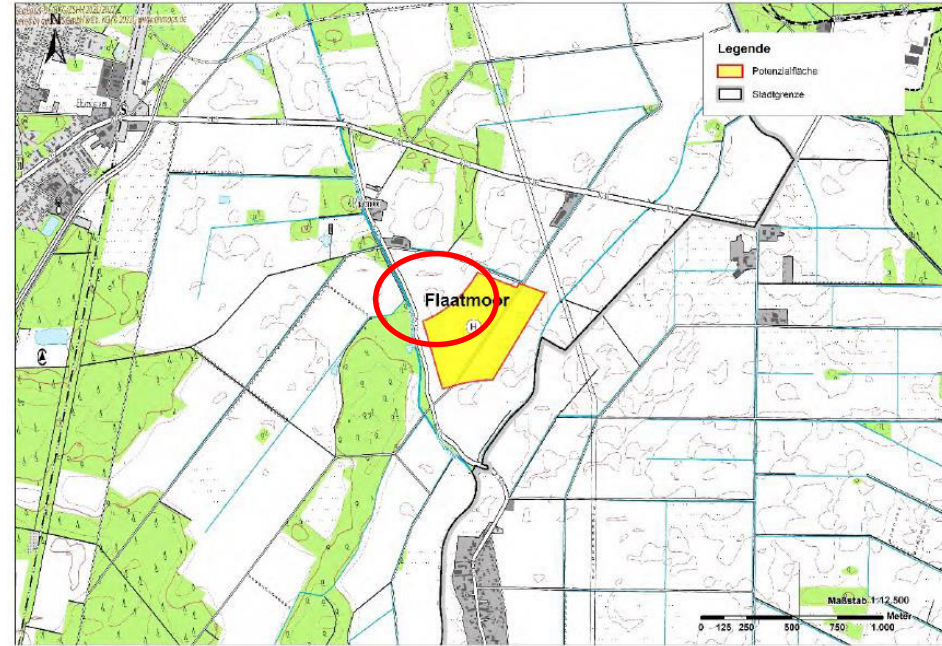 N
Legende
Potenzialfläche
Stadtgrenze
Flaatmoor
H
Maßstab 1:12.500
Meter
0 125 250 500 750 1.000